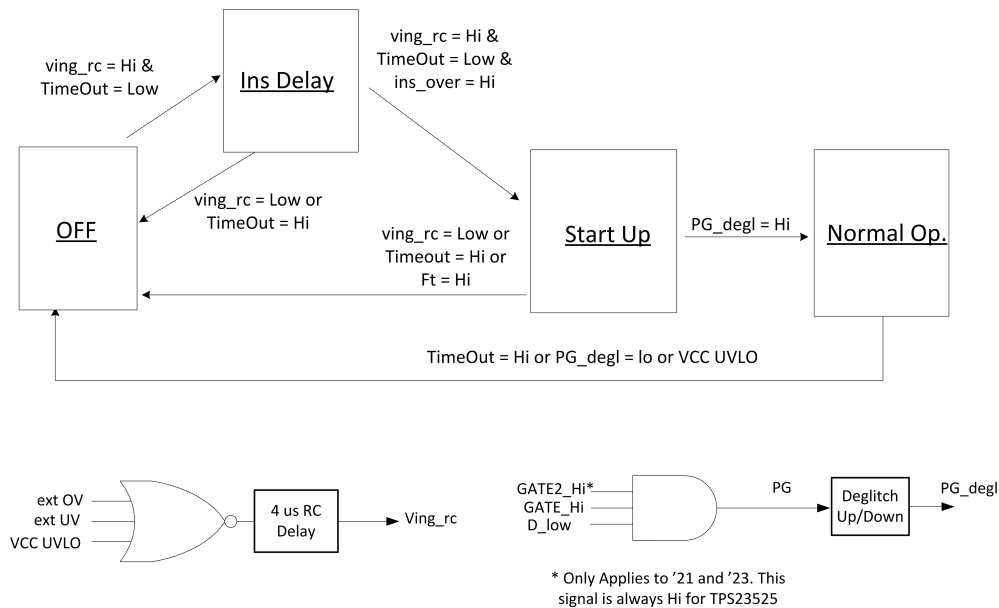 ving_rc = Hi &
TimeOut = Low
Ins Delay
ving_rc = Hi &
TimeOut = Low &
ins_over = Hi
OFF
ving_rc = Low or
TimeOut = Hi
ving_rc = Low or
Timeout = Hi or
Ft = Hi
Start Up
PG_degl = Hi
Normal Op.
TimeOut = Hi or PG_degl = lo or VCC UVLO
ext OV
ext UV
VCC UVLO
4 us RC
Delay
Ving_rc
GATE2_Hi*
GATE_Hi
D_low
PG
Deglitch
Up/Down
PG_degl
* Only Applies to ’21 and ’23. This
signal is always Hi for TPS23525